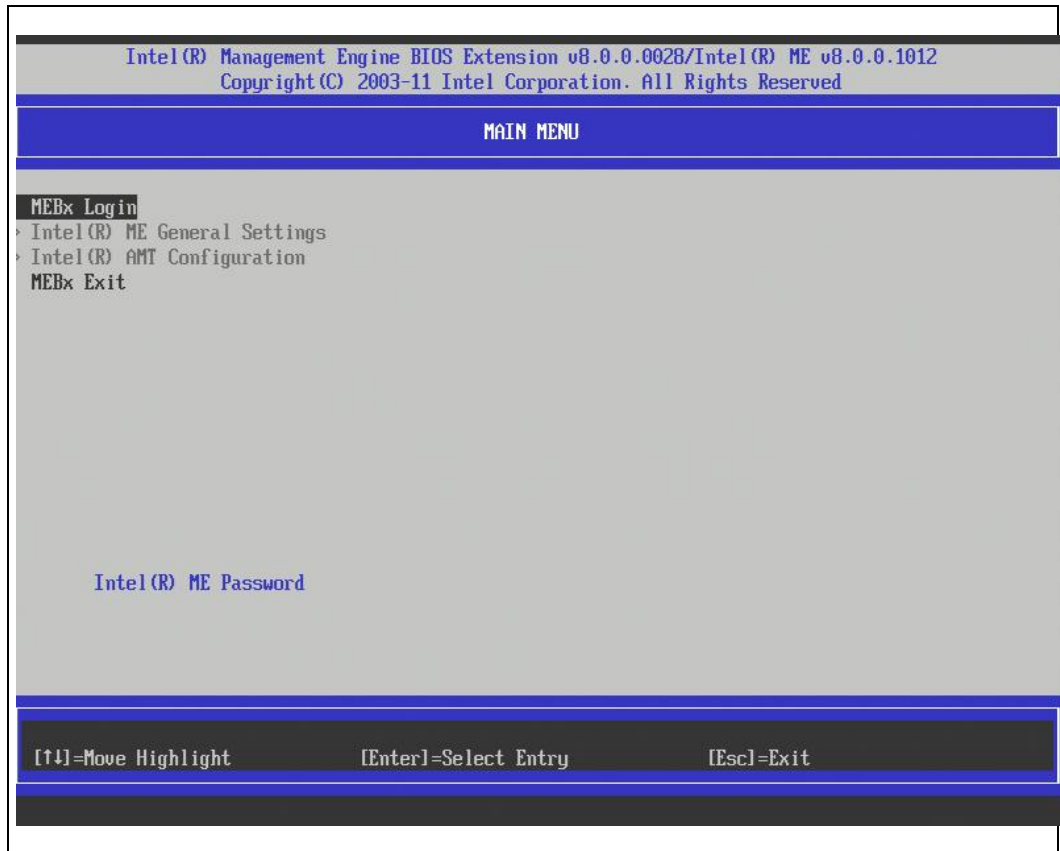 Intel(R) Management Engine BIOS Extension v8.0.0.0028/Intel(R) ME v8.0.0.1012
Copyright(C) 2003-11 Intel Corporation. All Rights Reserved
MAIN MENU
MEBx Login
> Intel(R) ME General Settings
> Intel(R) AMT Configuration
MEBx Exit
Intel(R) ME Password
[↑↓]=Move Highlight [Enter]=Select Entry [Esc]=Exit